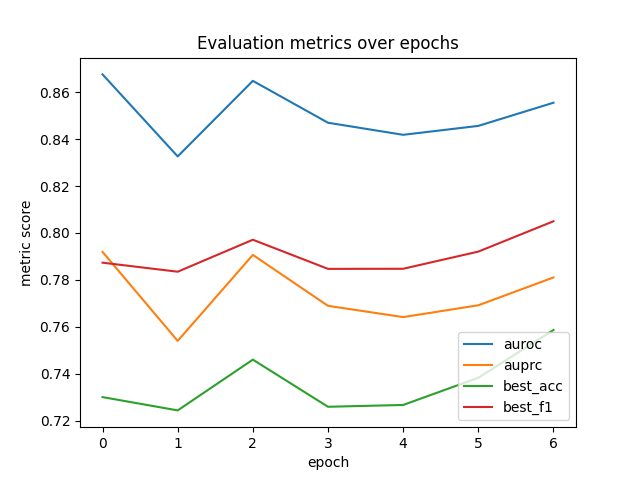 Evaluation metrics over epochs
metric score
0.86
0.84
0.82
0.80
0.78
0.76
0.74
0.72
auroc
auprc
best_acc
best_f1
0 1 2 3 4 5 6
epoch